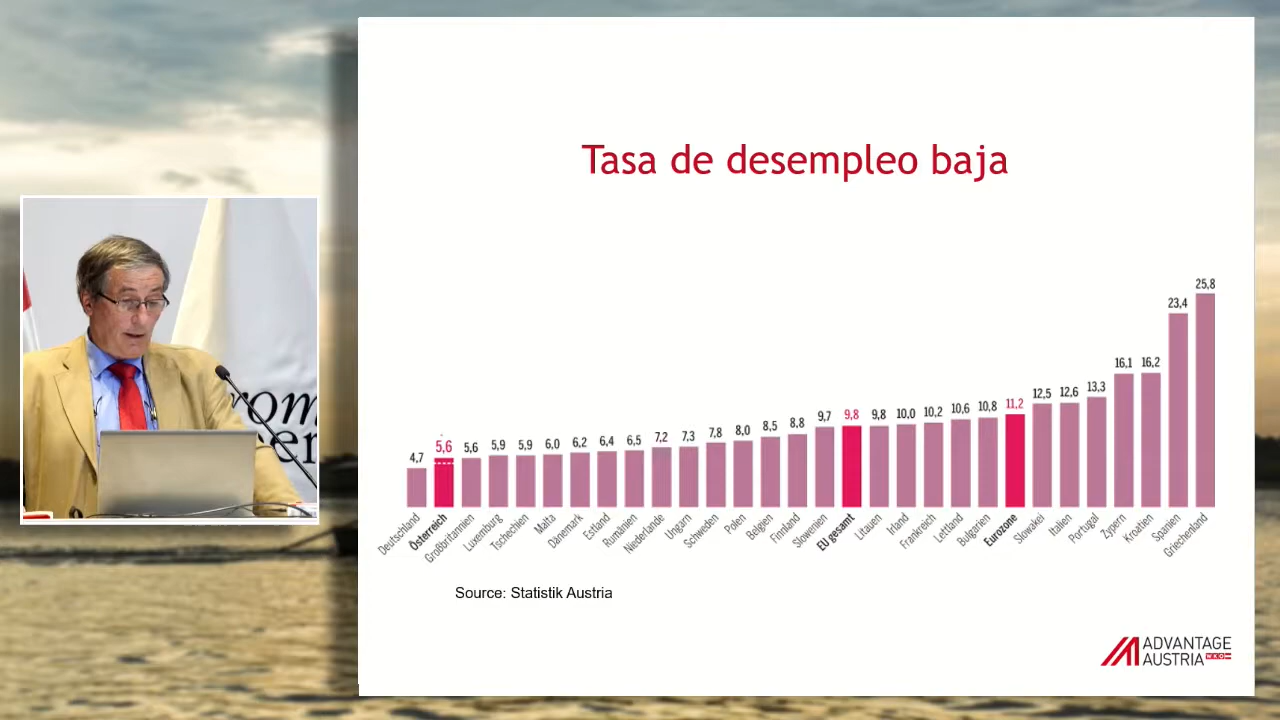 Tasa de desempleo baja
4,7
5,6
5,6
5,9
5,9
6,0
6,2
6,4
6,5
7,2
7,3
7,8
8,0
8,5
8,8
9,7
9,8
9,8
10,0
10,2
10,6
10,8
11,2
12,5
12,6
13,3
16,1
16,2
23,4
25,8
Deutschland
Österreich
Großbritannien
Luxemburg
Tschechien
Malta
Dänemark
Estland
Rumänien
Niederlande
Ungarn
Schweden
Polen
Belgien
Finnland
Slowenien
EU gesamt
Litauen
Irland
Frankreich
Lettland
Bulgarien
Eurozone
Slowakei
Italien
Portugal
Zypern
Kroatien
Spanien
Griechenland
Source: Statistik Austria
ADVANTAGE
AUSTRIA WKO